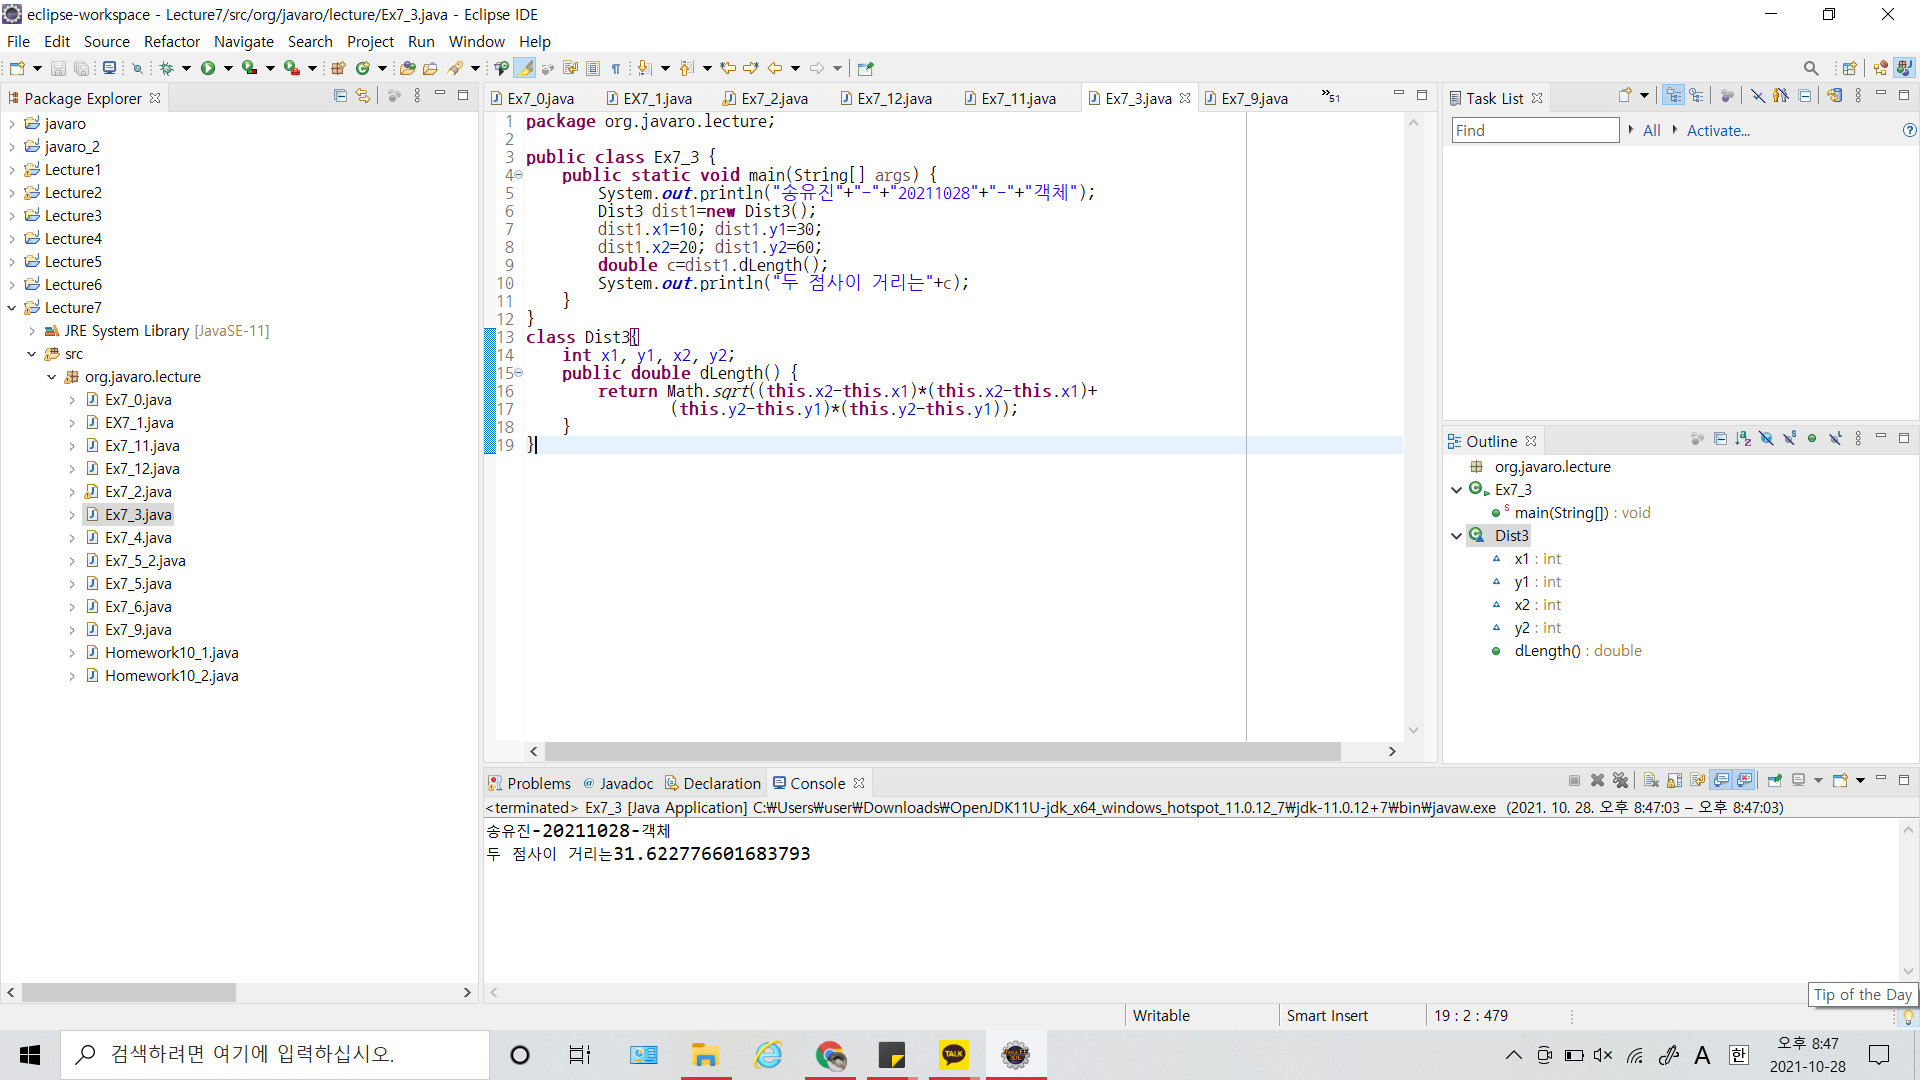 eclipse-workspace - Lecture7/src/org/javaro/lecture/Ex7_3.java - Eclipse IDE
File Edit Source Refactor Navigate Search Project Run Window Help
Package Explorer
javaro
javaro_2
Lecture1
Lecture2
Lecture3
Lecture4
Lecture5
Lecture6
Lecture7
JRE System Library [JavaSE-11]
src
org.javaro.lecture
Ex7_0.java
EX7_1.java
Ex7_11.java
Ex7_12.java
Ex7_2.java
Ex7_3.java
Ex7_4.java
Ex7_5_2.java
Ex7_5.java
Ex7_6.java
Ex7_9.java
Homework10_1.java
Homework10_2.java
Ex7_0.java EX7_1.java Ex7_2.java Ex7_12.java Ex7_11.java Ex7_3.java Ex7_9.java »51
1 package org.javaro.lecture;
2
3 public class Ex7_3 {
4 public static void main(String[] args) {
5 System.out.println("송유진"+"-"+"20211028"+"-"+"객체");
6 Dist3 dist1=new Dist3();
7 dist1.x1=10; dist1.y1=30;
8 dist1.x2=20; dist1.y2=60;
9 double c=dist1.dLength();
10 System.out.println("두 점사이 거리는"+c);
11 }
12 }
13 class Dist3{
14 int x1, y1, x2, y2;
15 public double dLength() {
16 return Math.sqrt((this.x2-this.x1)*(this.x2-this.x1)+
17 (this.y2-this.y1)*(this.y2-this.y1));
18 }
19 }
Task List
Find All Activate...
Outline
org.javaro.lecture
Ex7_3
main(String[]) : void
Dist3
x1 : int
y1 : int
x2 : int
y2 : int
dLength() : double
Problems @ Javadoc Declaration Console
<terminated> Ex7_3 [Java Application] C:₩Users₩user₩Downloads₩OpenJDK11U-jdk_x64_windows_hotspot_11.0.12_7₩jdk-11.0.12+7₩bin₩javaw.exe (2021. 10. 28. 오후 8:47:03 – 오후 8:47:03)
송유진-20211028-객체
두 점사이 거리는31.622776601683793
Tip of the Day
Writable Smart Insert 19 : 2 : 479
검색하려면 여기에 입력하십시오.
TALK
A 한
오후 8:47
2021-10-28